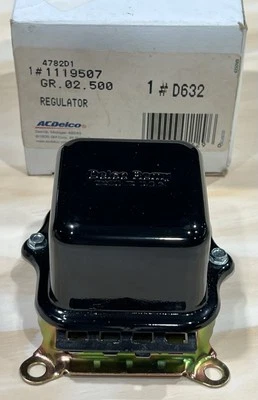 4782D1
1#1119507
GR.02.500
REGULATOR
1#D632
ACDelco
Delco Remy